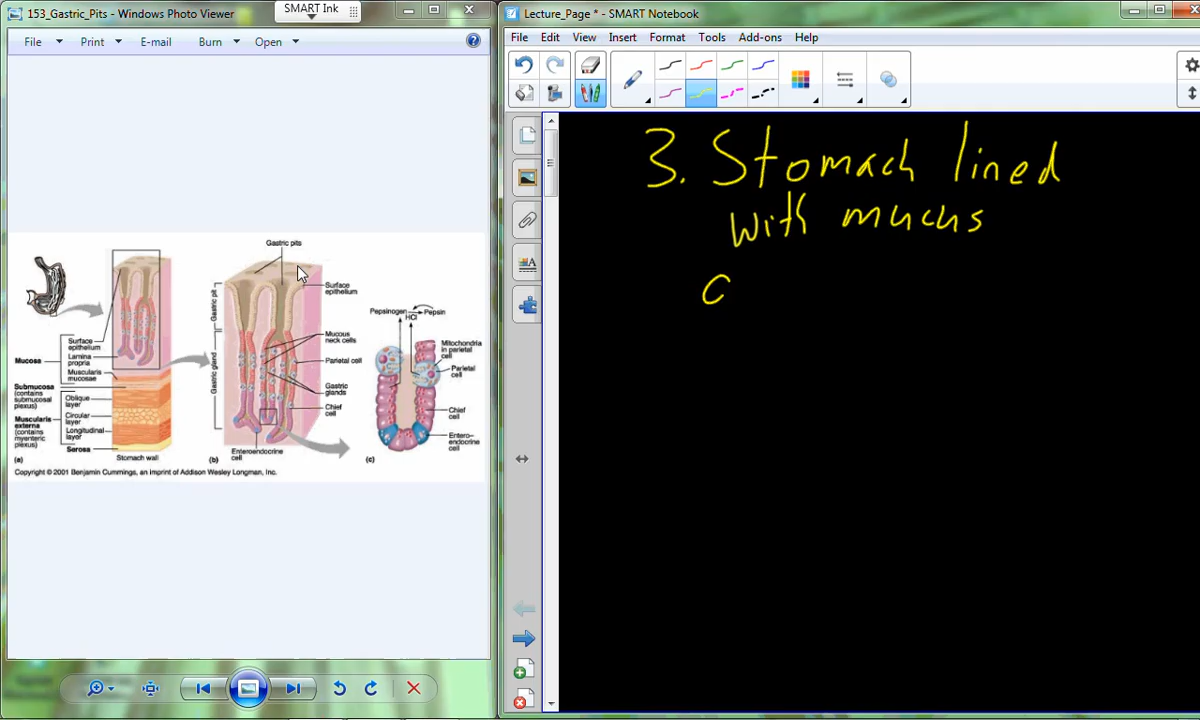 153_Gastric_Pits - Windows Photo Viewer
SMART Ink
File Print E-mail Burn Open
Gastric pits
Surface
epithelium
Gastric pit
Gastric gland
Mucous
neck cells
Parietal cell
Gastric
glands
Chief
cell
Enteroendocrine
cell
(b)
Surface
epithelium
Lamina
propria
Muscularis
mucosae
Oblique
layer
Circular
layer
Longitudinal
layer
Mucosa
Submucosa
(contains
submucosal
plexus)
Muscularis
externa
(contains
myenteric
plexus)
Serosa
Stomach wall
(a)
Pepsinogen
Pepsin
HCl
Mitochondria
in parietal
cell
Parietal
cell
Chief
cell
Entero-
endocrine
cell
(c)
Copyright © 2001 Benjamin Cummings, an imprint of Addison Wesley Longman, Inc.
Lecture_Page * - SMART Notebook
File Edit View Insert Format Tools Add-ons Help
3. Stomach lined
with mucus